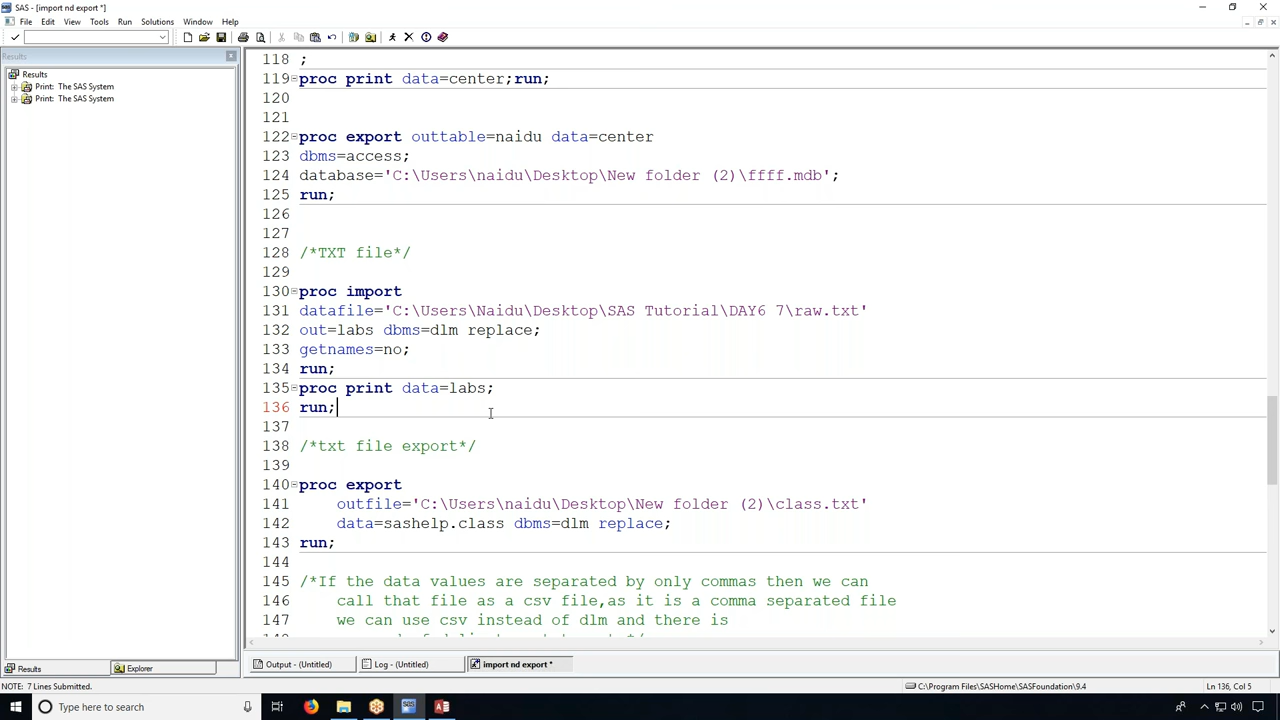 SAS - [import nd export *]
File Edit View Tools Run Solutions Window Help
Results
Results
Print: The SAS System
Print: The SAS System
118 ;
119 proc print data=center;run;
120
121
122 proc export outtable=naidu data=center
123 dbms=access;
124 database='C:\Users\naidu\Desktop\New folder (2)\ffff.mdb';
125 run;
126
127
128 /*TXT file*/
129
130 proc import
131 datafile='C:\Users\Naidu\Desktop\SAS Tutorial\DAY6 7\raw.txt'
132 out=labs dbms=dlm replace;
133 getnames=no;
134 run;
135 proc print data=labs;
136 run;
137
138 /*txt file export*/
139
140 proc export
141 outfile='C:\Users\naidu\Desktop\New folder (2)\class.txt'
142 data=sashelp.class dbms=dlm replace;
143 run;
144
145 /*If the data values are separated by only commas then we can
146 call that file as a csv file,as it is a comma separated file
147 we can use csv instead of dlm and there is
Results
Explorer
Output - (Untitled)
Log - (Untitled)
import nd export *
NOTE: 7 Lines Submitted.
C:\Program Files\SASHome\SASFoundation\9.4
Ln 136, Col 5
Type here to search